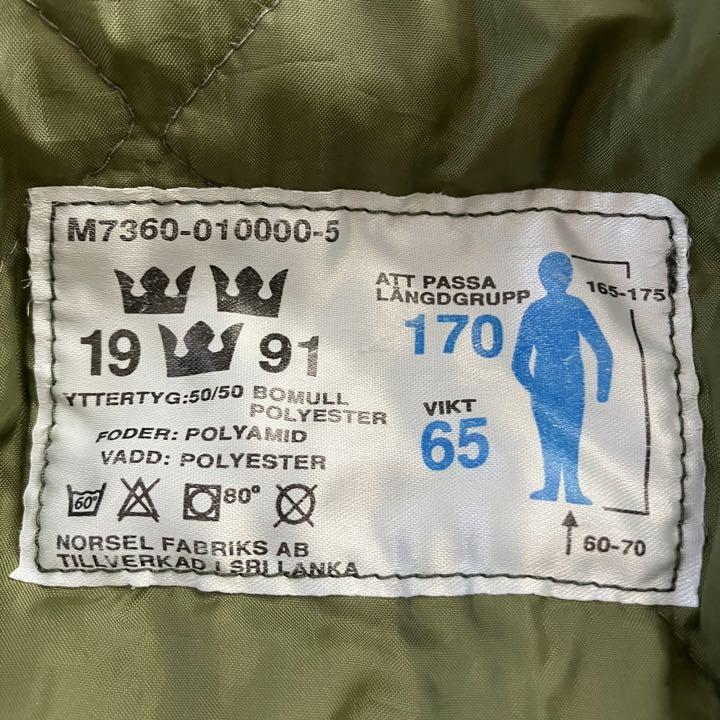 M7360-010000-5
19 91
YTTERTYG:50/50 BOMULL
POLYESTER
FODER: POLYAMID
VADD: POLYESTER
60° 80°
NORSEL FABRIKS AB
TILLVERKAD I SRI LANKA
ATT PASSA
LÄNGDGRUPP
170
VIKT
65
165-175
60-70